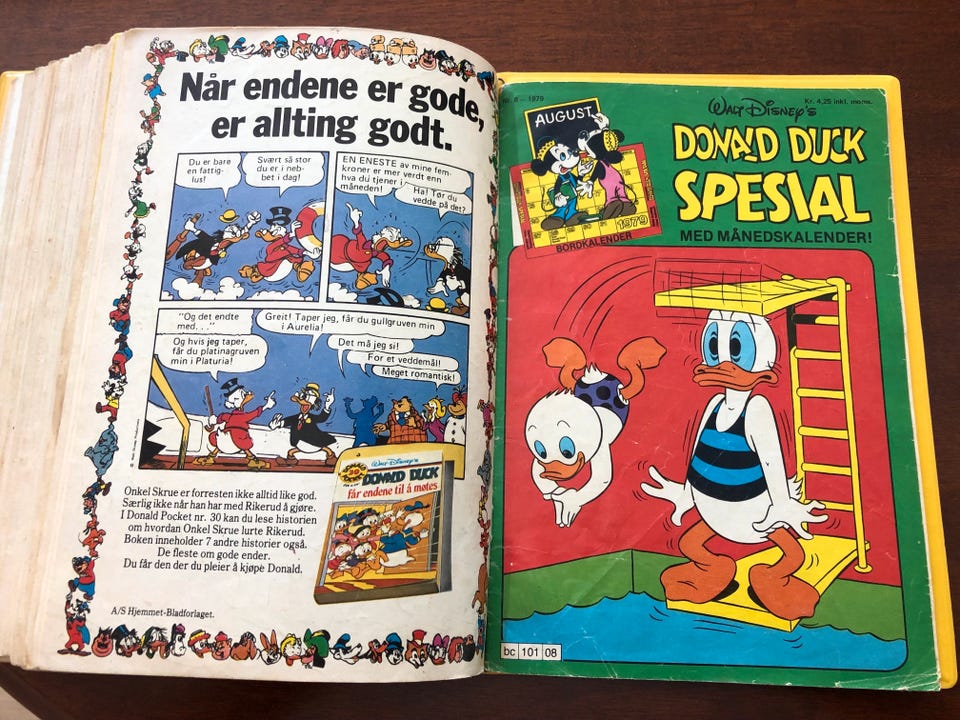 Når endene er gode,
er allting godt.
Du er bare
en fattig-
lus!
Svært så stor
du er i neb-
bet i dag!
EN ENESTE av mine fem-
kroner er mer verdt enn
hva du tjener i
måneden!
Ha! Tør du
vedde på det?
"Og det endte
med. . ."
Og hvis jeg taper,
får du platinagruven
min i Platuria!
Greit! Taper jeg, får du gullgruven min
i Aurelia!
Det må jeg si!
For et veddemål!
Meget romantisk!
Walt Disney's
DONALD DUCK
Får endene til å møtes
30
Onkel Skrue er forresten ikke alltid like god.
Særlig ikke når han har med Rikerud å gjøre.
I Donald Pocket nr. 30 kan du lese historien
om hvordan Onkel Skrue lurte Rikerud.
Boken inneholder 7 andre historier også.
De fleste om gode ender.
Du får den der du pleier å kjøpe Donald.
A/S Hjemmet-Bladforlaget.
Nr. 8 – 1979
Kr. 4,25 inkl. moms.
AUGUST
1979
BORDKALENDER
WALT DISNEY'S
DONALD DUCK
SPESIAL
MED MÅNEDSKALENDER!
bc 101 08